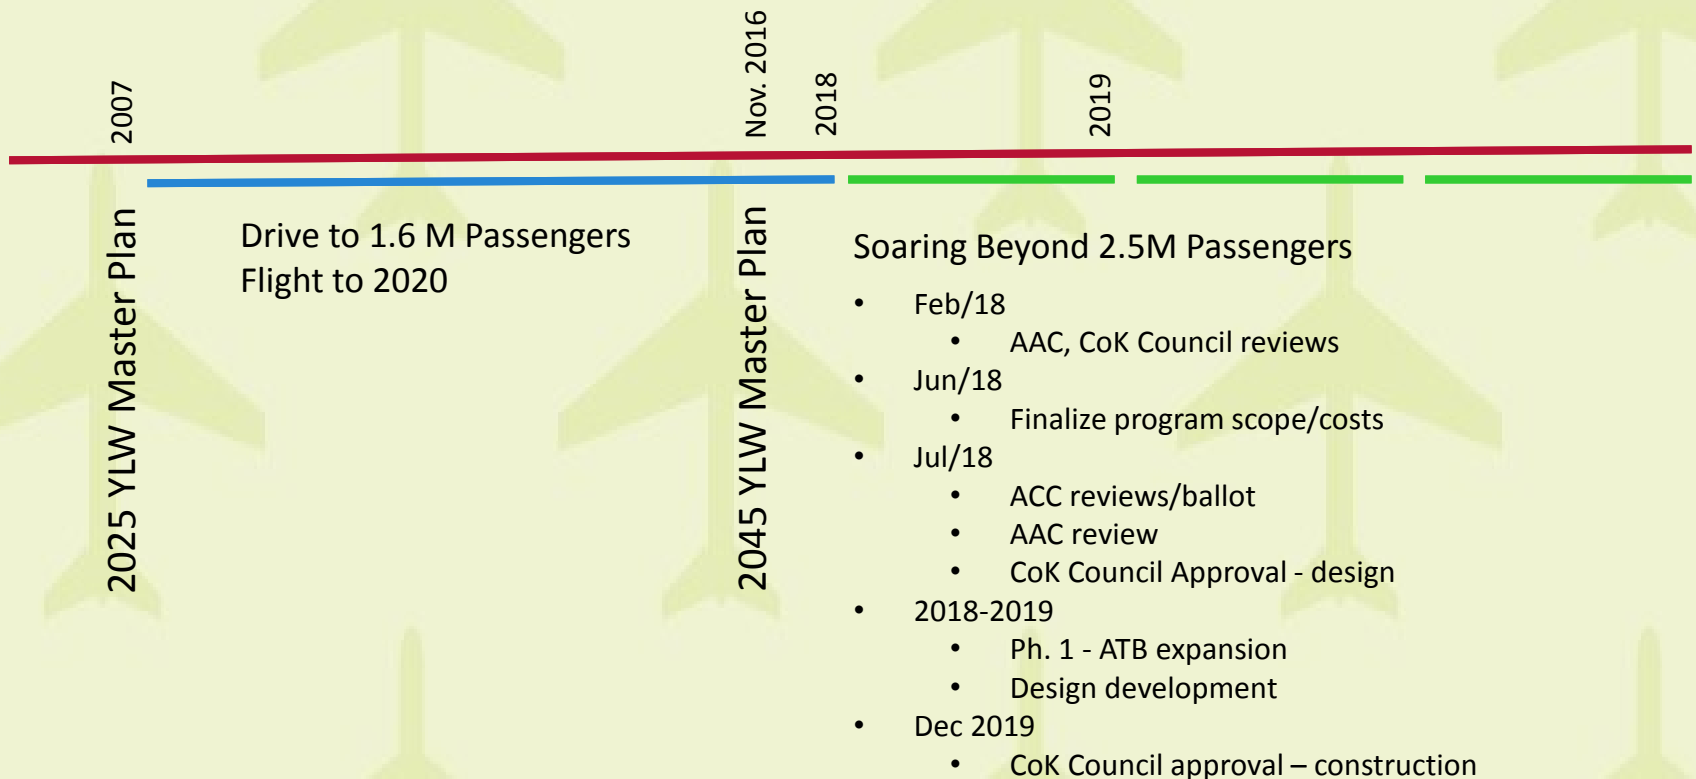 2007
Nov. 2016
2018
2019
2025 YLW Master Plan
Drive to 1.6 M Passengers
Flight to 2020
2045 YLW Master Plan
Soaring Beyond 2.5M Passengers
• Feb/18
• AAC, CoK Council reviews
• Jun/18
• Finalize program scope/costs
• Jul/18
• ACC reviews/ballot
• AAC review
• CoK Council Approval - design
• 2018-2019
• Ph. 1 - ATB expansion
• Design development
• Dec 2019
• CoK Council approval – construction